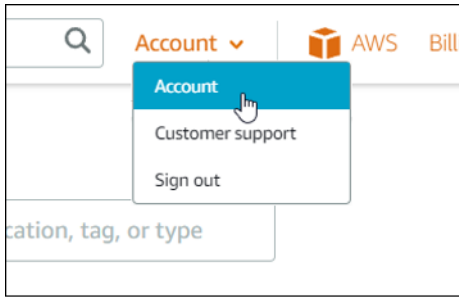 Account AWS Bill
Account
Customer support
Sign out
cation, tag, or type